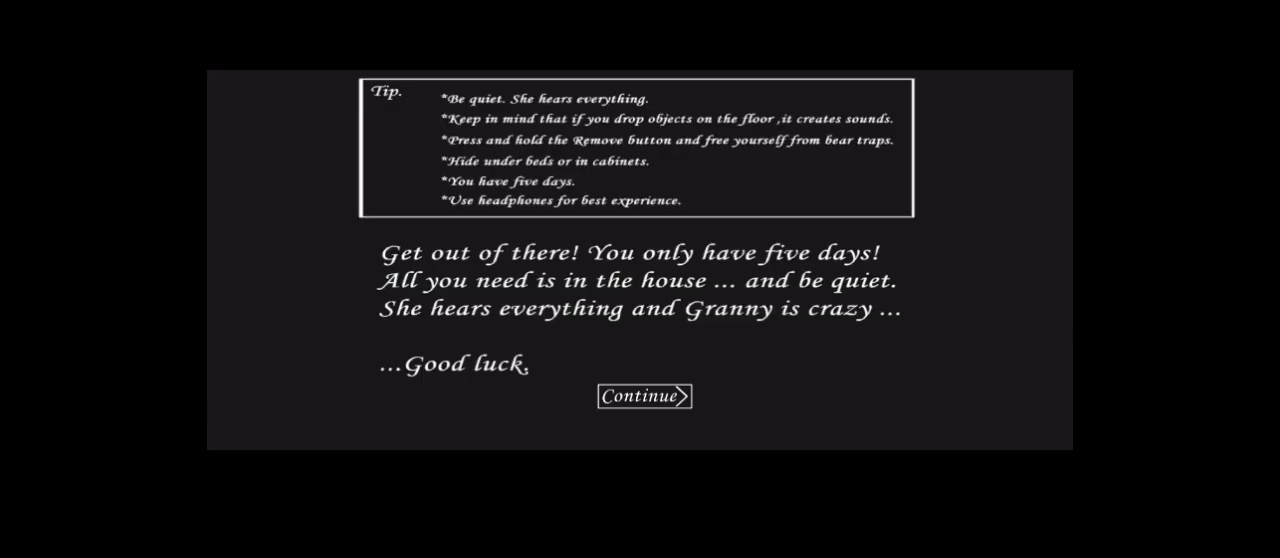 Tip.
*Be quiet. She hears everything.
*Keep in mind that if you drop objects on the floor ,it creates sounds.
*Press and hold the Remove button and free yourself from bear traps.
*Hide under beds or in cabinets.
*You have five days.
*Use headphones for best experience.
Get out of there! You only have five days!
All you need is in the house ... and be quiet.
She hears everything and Granny is crazy ...
...Good luck.
Continue